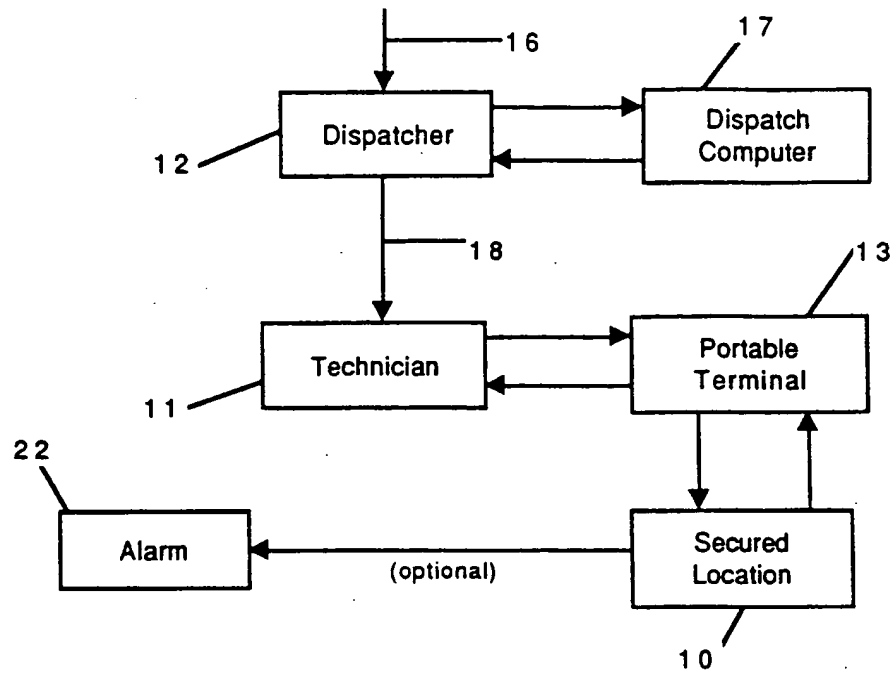 16
17
Dispatcher
Dispatch
Computer
12
18
13
Technician
Portable
Terminal
11
22
Alarm
(optional)
Secured
Location
10